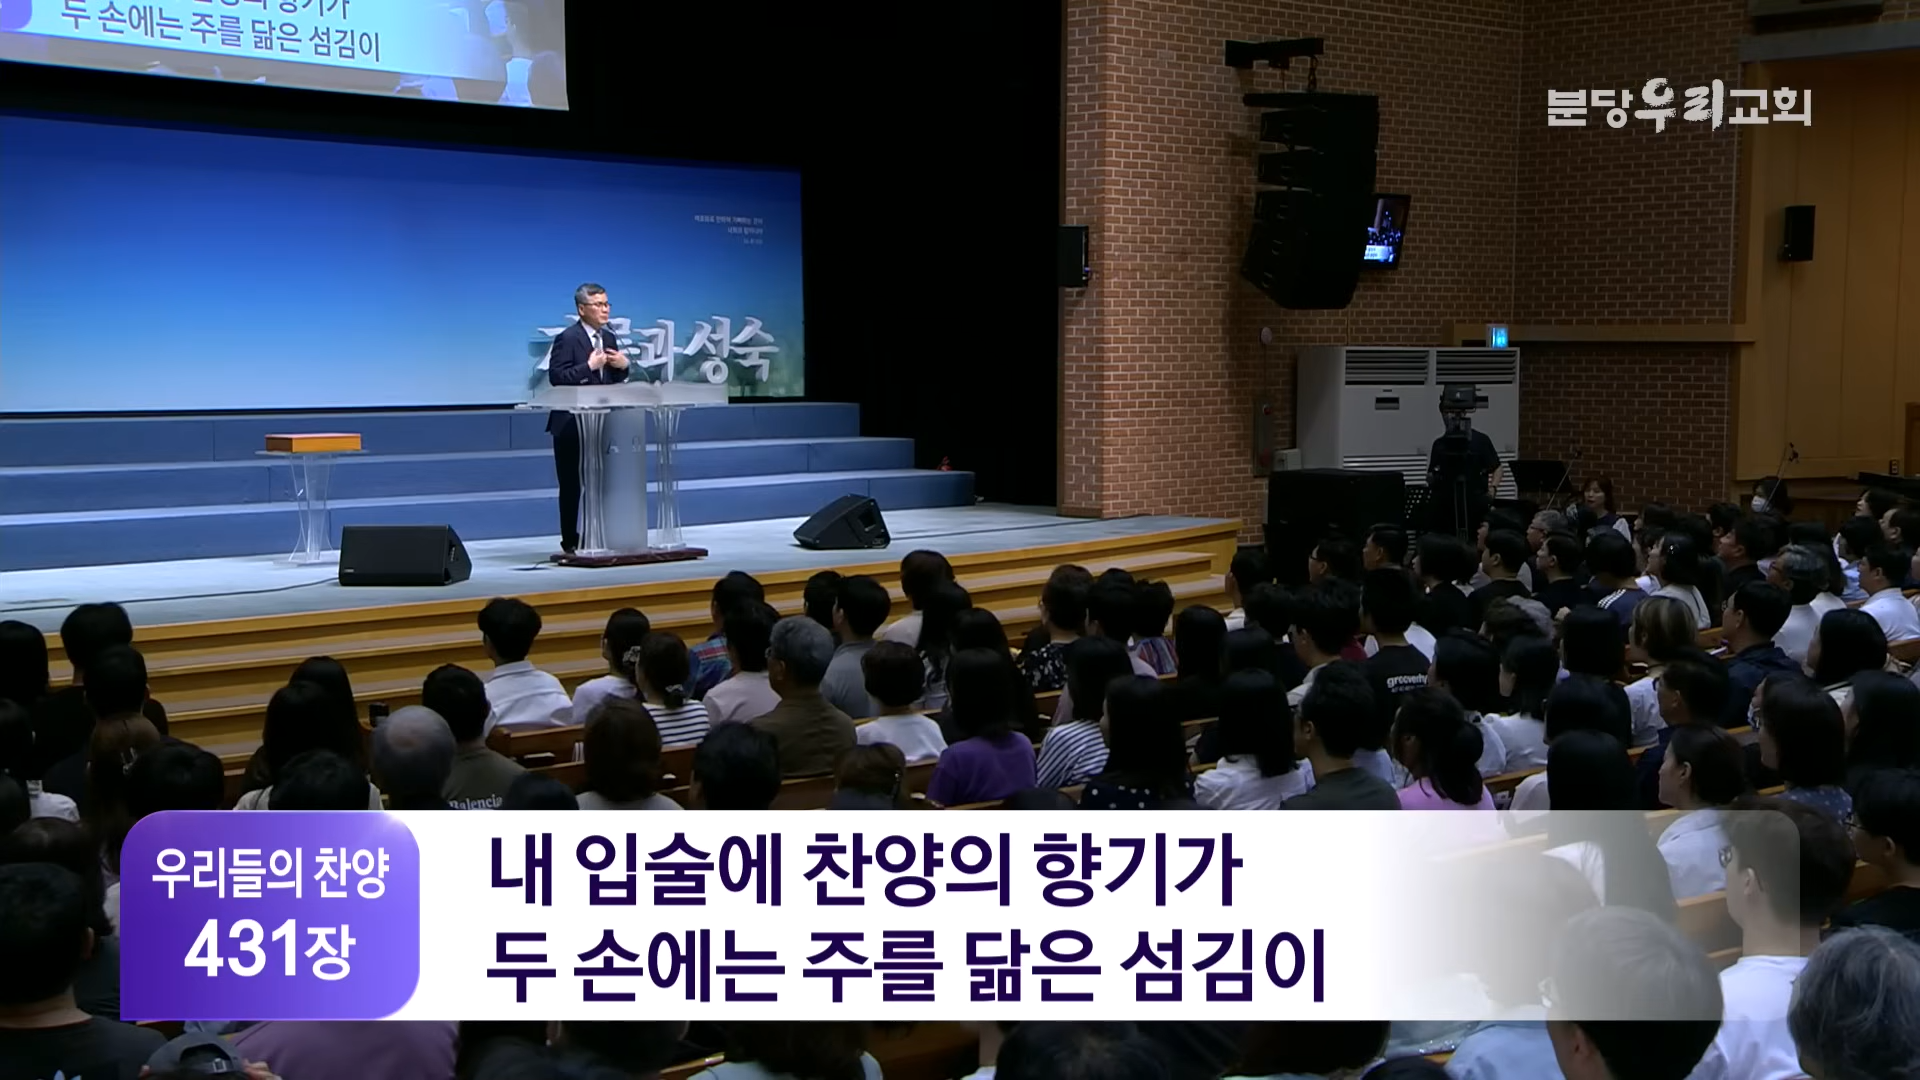 두 손에는 주를 닮은 섬김이
분당우리교회
과 성숙
grooverhy
Balencia
우리들의 찬양
431장
내 입술에 찬양의 향기가
두 손에는 주를 닮은 섬김이